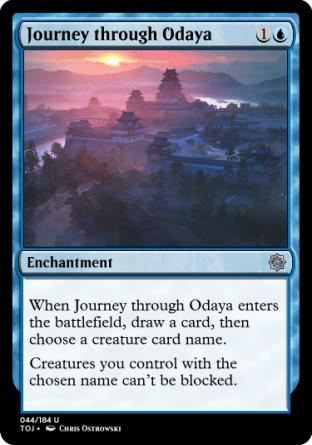 Journey through Odaya 1
Enchantment
When Journey through Odaya enters
the battlefield, draw a card, then
choose a creature card name.
Creatures you control with the
chosen name can't be blocked.
044/184 U
TOJ • Chris Ostrowski